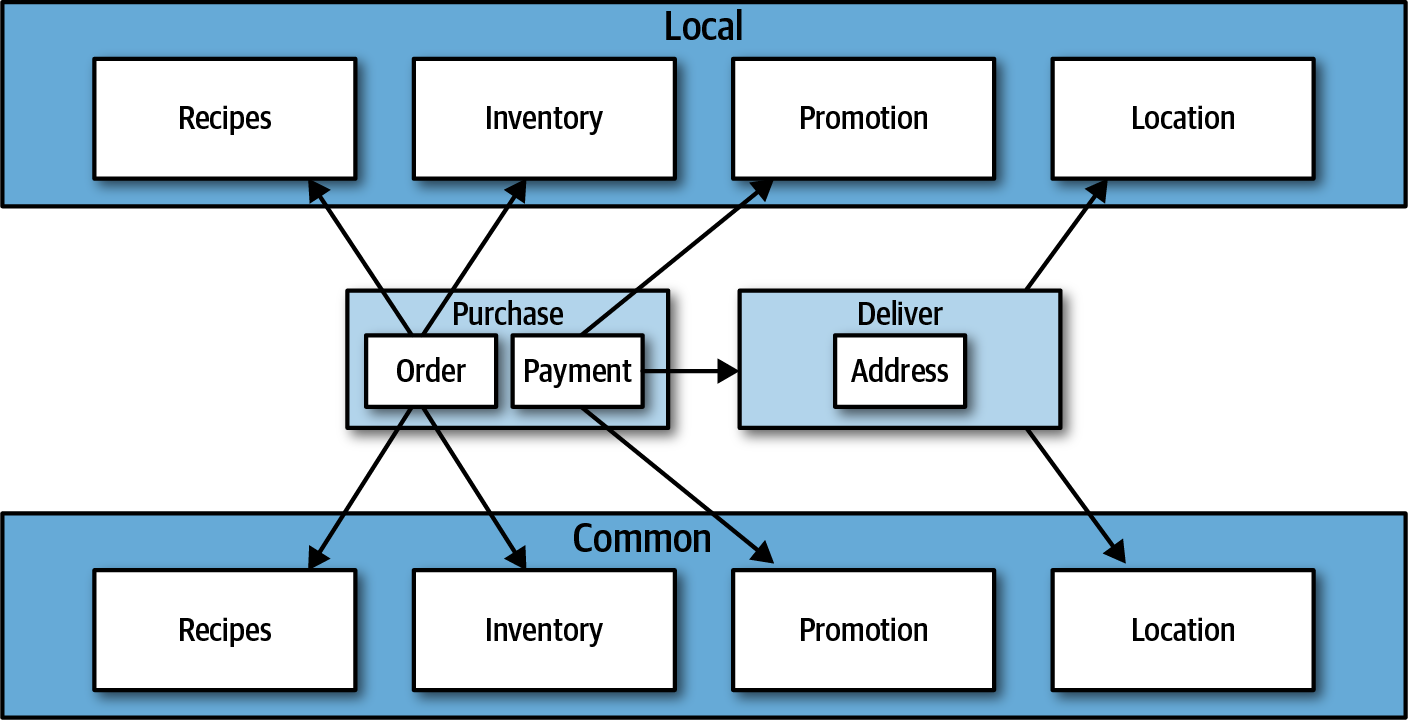 Local
Recipes
Inventory
Promotion
Location
Purchase
Order
Payment
Deliver
Address
Common
Recipes
Inventory
Promotion
Location